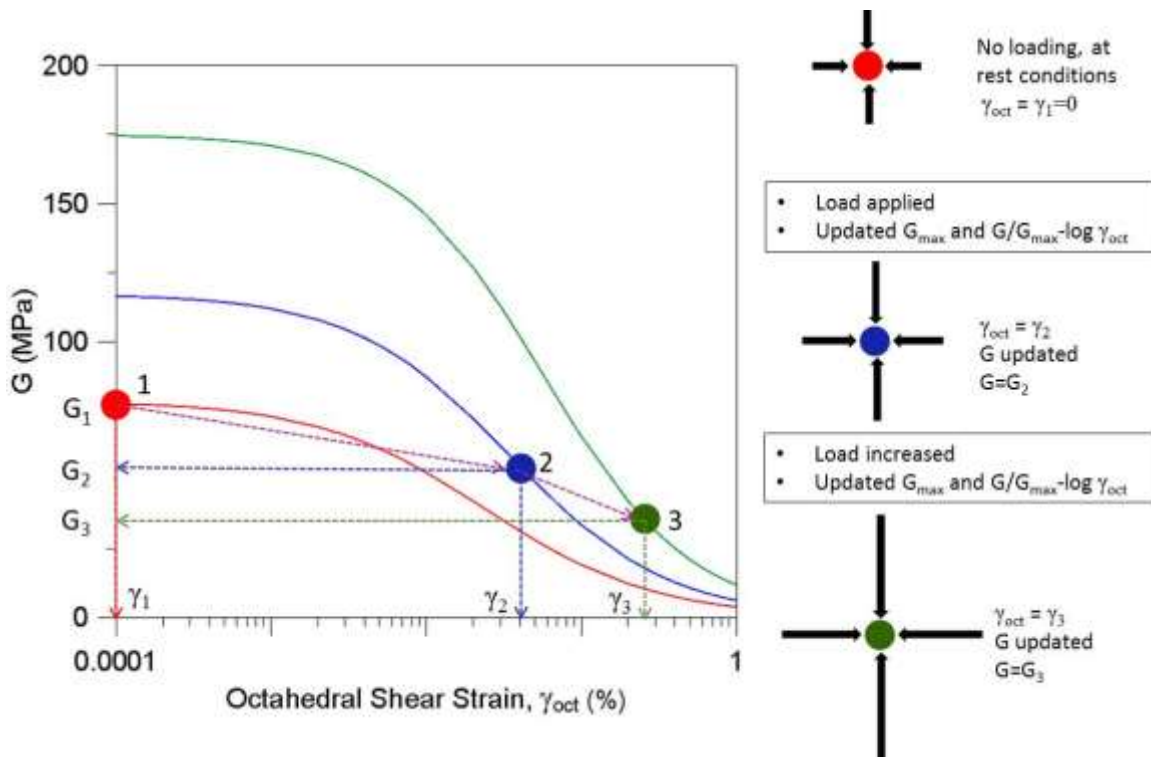 200
150
100
0
G (MPa)
G₁
G₂
G₃
1
2
3
γ₁
γ₂
γ₃
0.0001
1
Octahedral Shear Strain, γoct (%)
No loading, at
rest conditions
γoct = γ₁=0
• Load applied
• Updated Gmax and G/Gmax-log γoct
γoct = γ₂
G updated
G=G₂
• Load increased
• Updated Gmax and G/Gmax-log γoct
γoct = γ₃
G updated
G=G₃